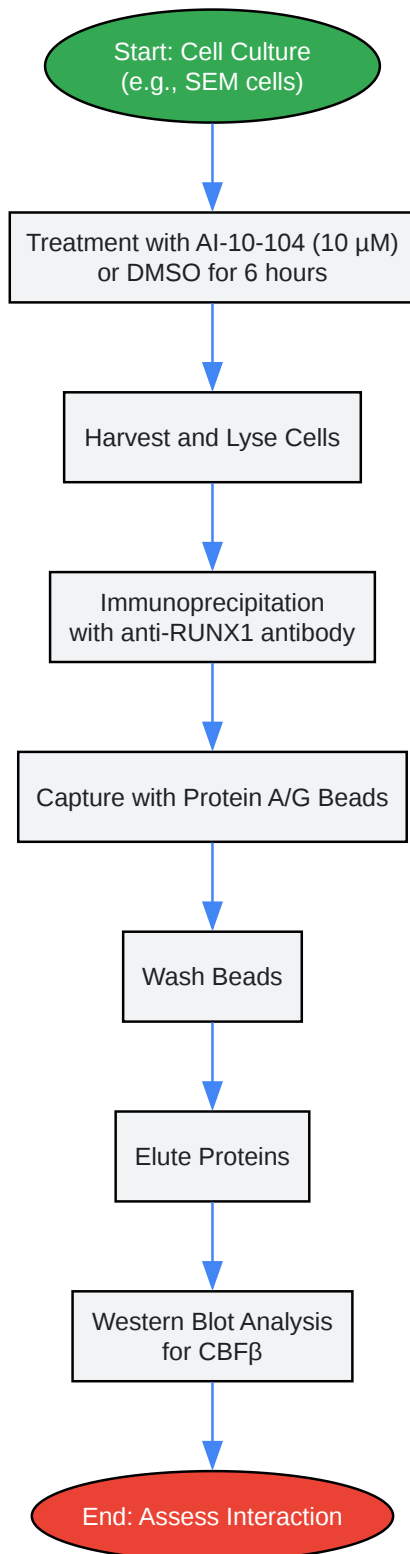 Start: Cell Culture
(e.g., SEM cells)
Treatment with AI-10-104 (10 µM)
or DMSO for 6 hours
Harvest and Lyse Cells
Immunoprecipitation
with anti-RUNX1 antibody
Capture with Protein A/G Beads
Wash Beads
Elute Proteins
Western Blot Analysis
for CBFβ
End: Assess Interaction